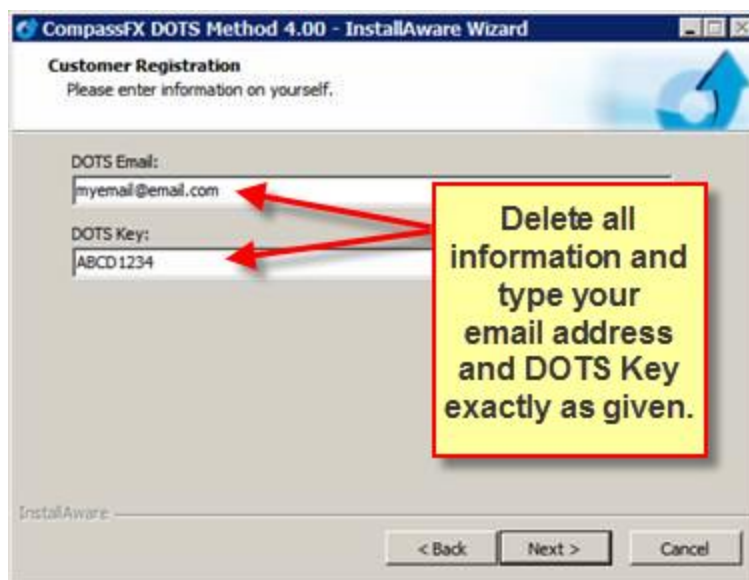 CompassFX DOTS Method 4.00 - InstallAware Wizard
Customer Registration
Please enter information on yourself.
DOTS Email:
myemail@email.com
DOTS Key:
ABCD1234
Delete all
information and
type your
email address
and DOTS Key
exactly as given.
InstallAware
< Back Next > Cancel